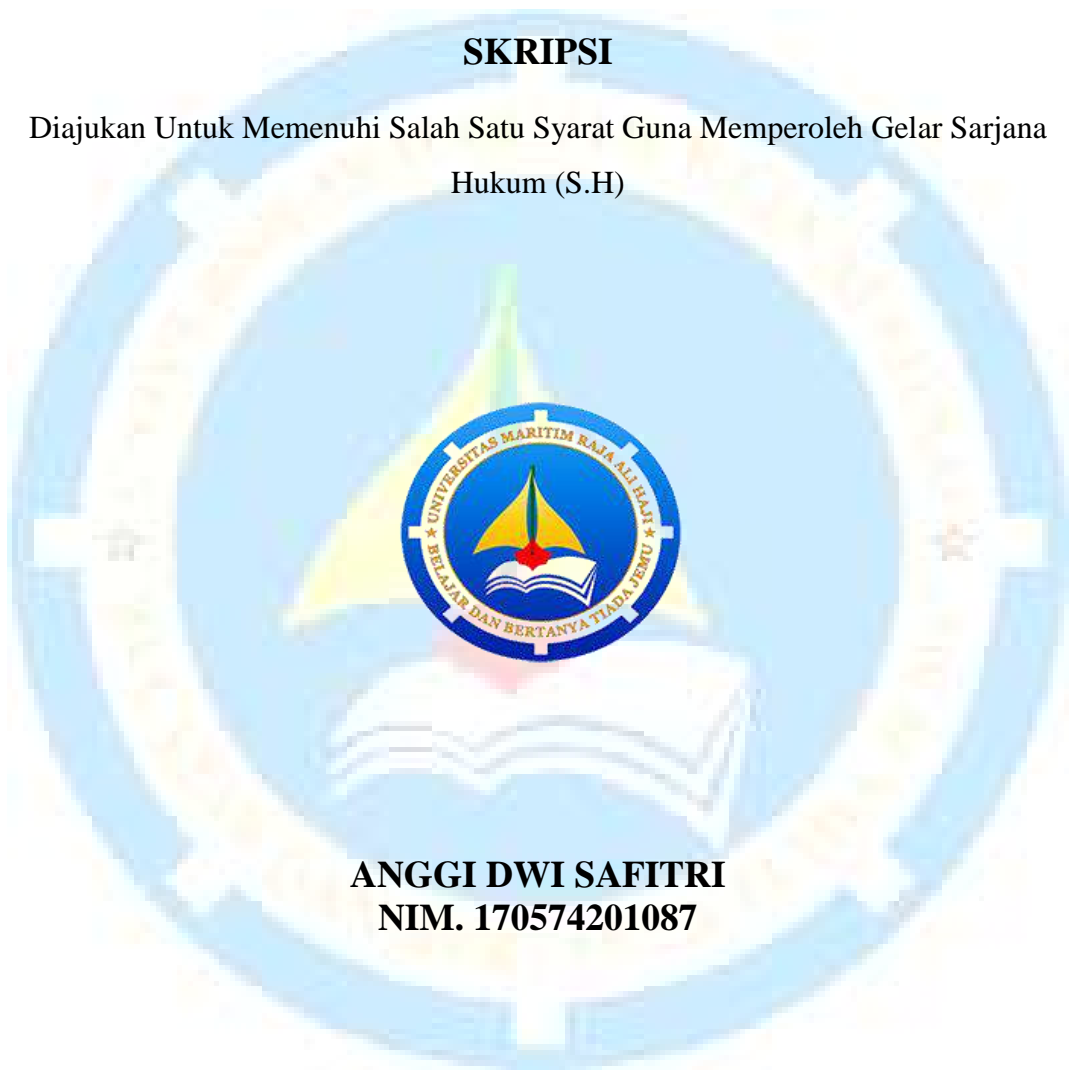 SKRIPSI
Diajukan Untuk Memenuhi Salah Satu Syarat Guna Memperoleh Gelar Sarjana
Hukum (S.H)
★ UNIVERSITAS MARITIM RAJA ALI HAJI ★
BELAJAR DAN BERTANYA TIADA JEMU
ANGGI DWI SAFITRI
NIM. 170574201087